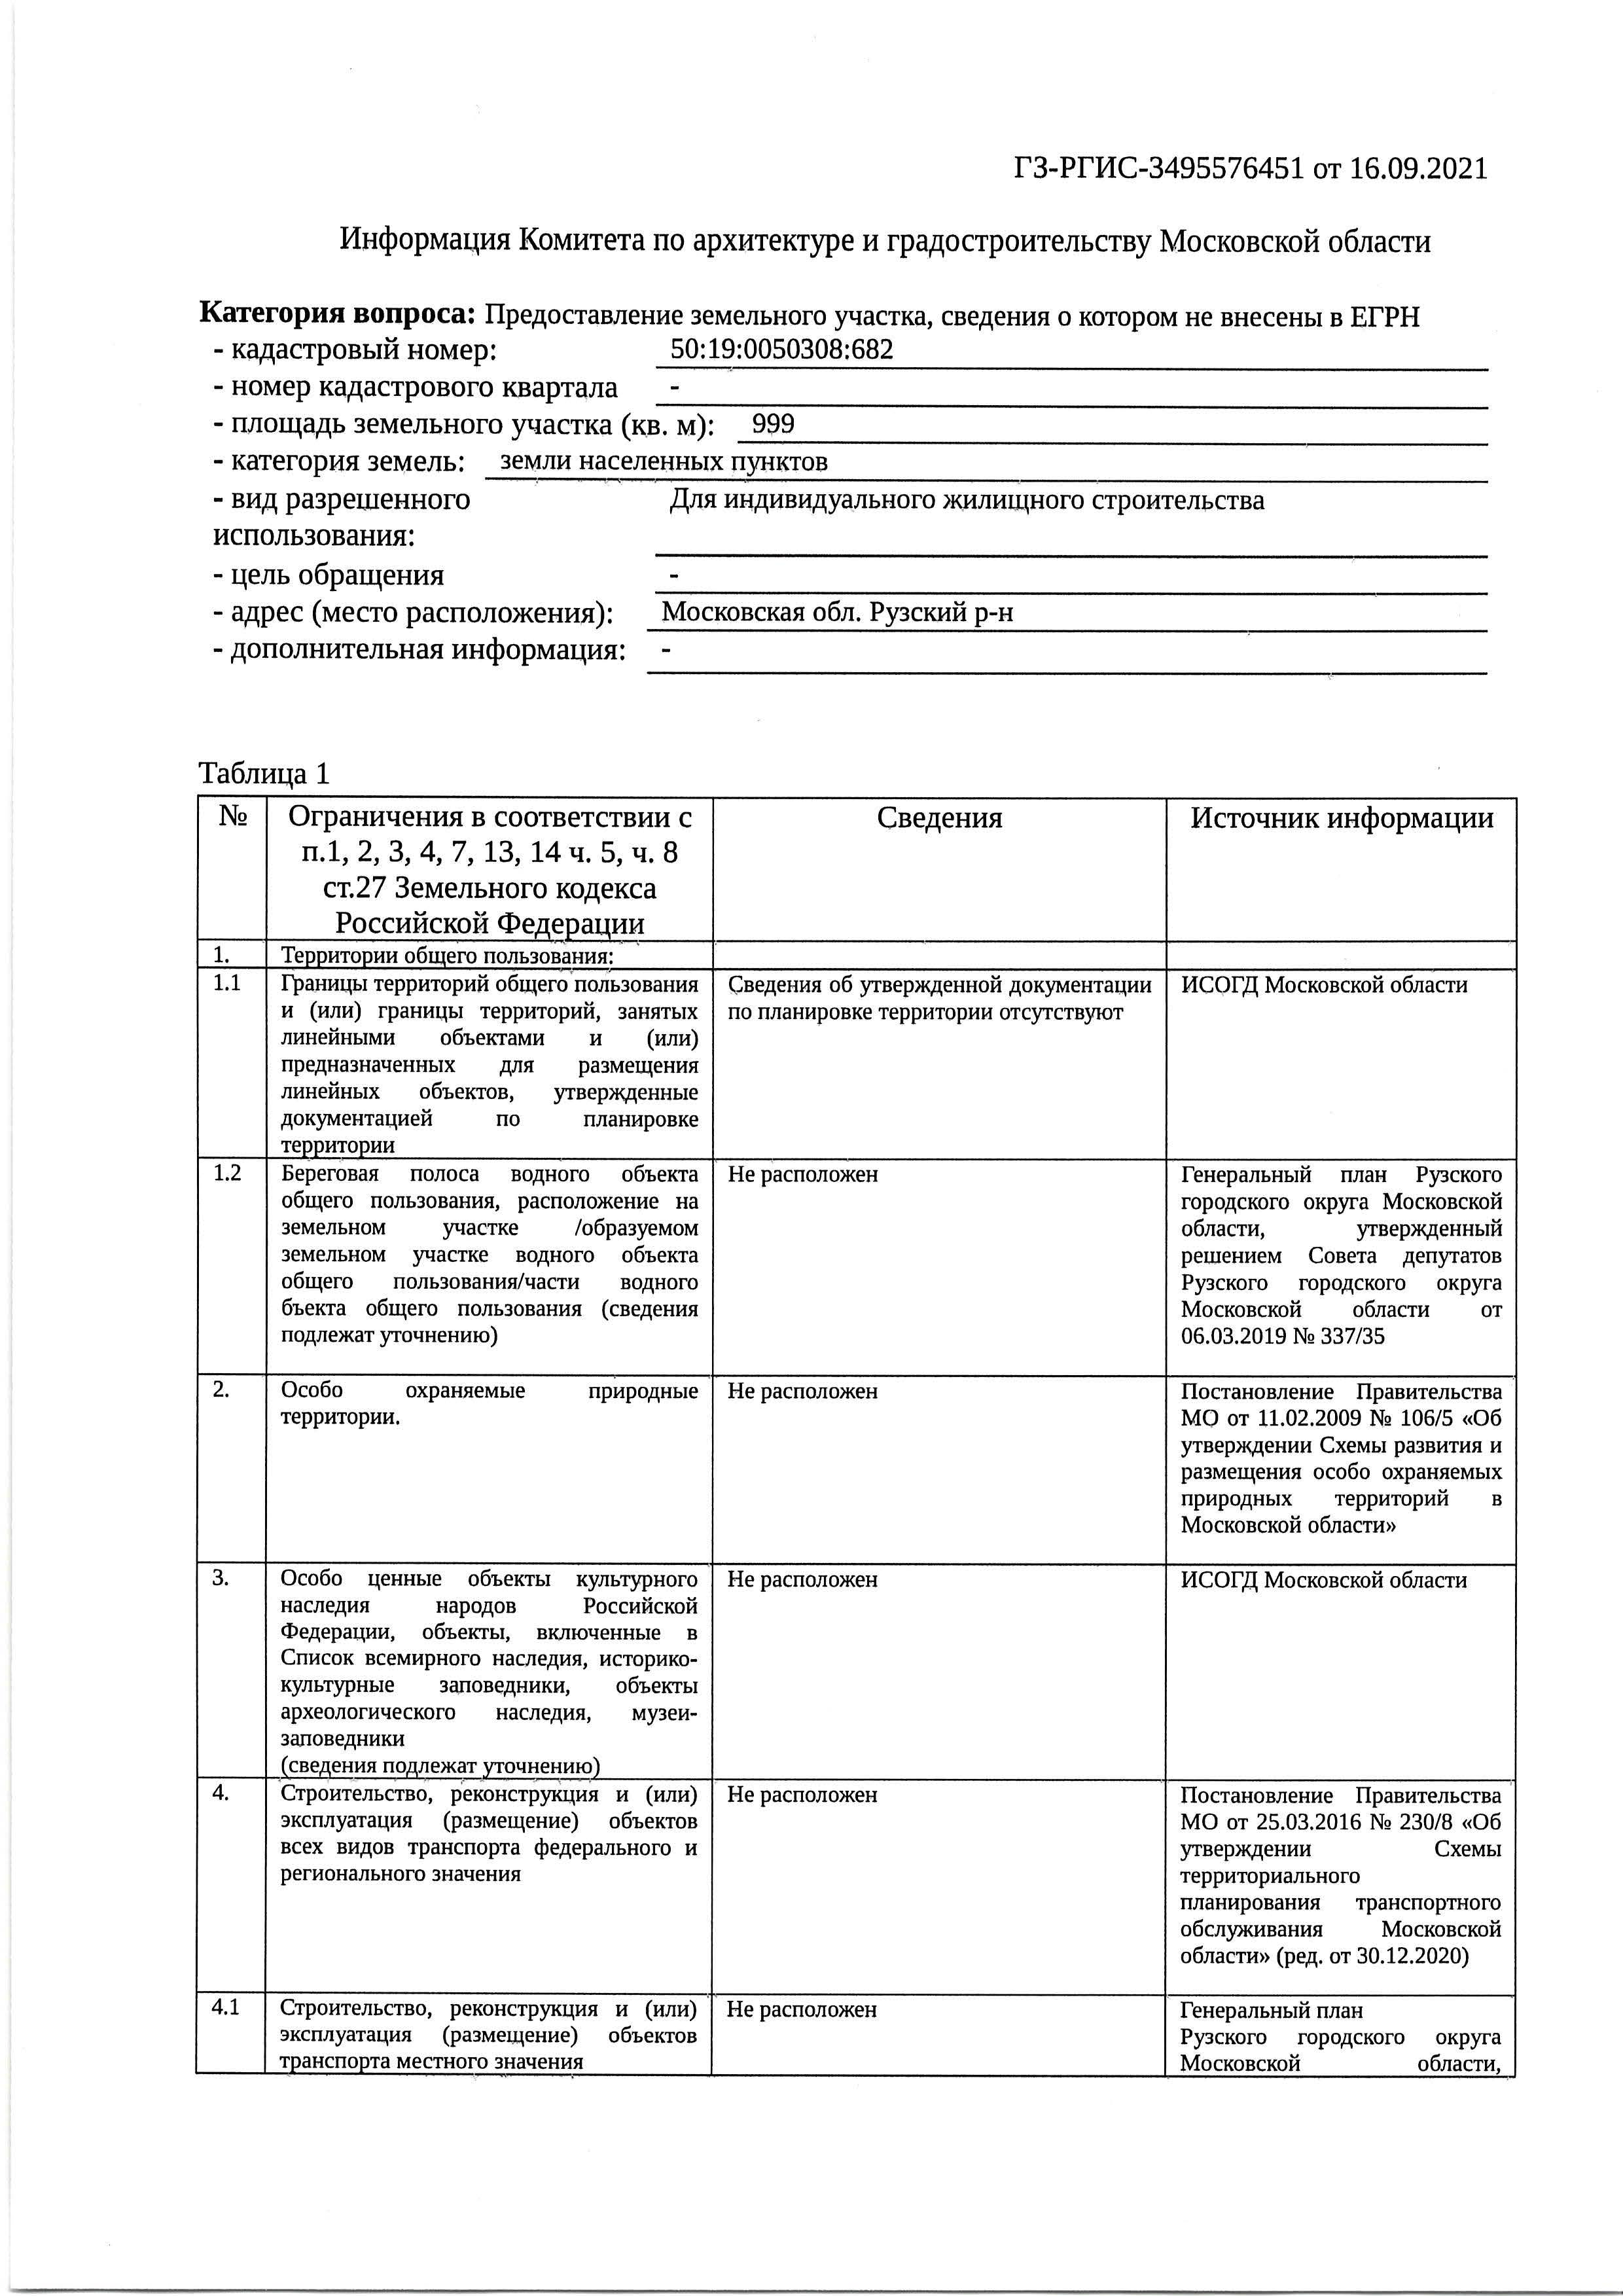 ГЗ-РГИС-3495576451 от 16.09.2021
Информация Комитета по архитектуре и градостроительству Московской области
Категория вопроса: Предоставление земельного участка, сведения о котором не внесены в ЕГРН
- кадастровый номер: 50:19:0050308:682
- номер кадастрового квартала -
- площадь земельного участка (кв. м): 999
- категория земель: земли населенных пунктов
- вид разрешенного Для индивидуального жилищного строительства
использования:
- цель обращения -
- адрес (место расположения): Московская обл. Рузский р-н
- дополнительная информация: -
Таблица 1
№
Ограничения в соответствии с
п.1, 2, 3, 4, 7, 13, 14 ч. 5, ч. 8
ст.27 Земельного кодекса
Российской Федерации
Сведения
Источник информации
1.
Территории общего пользования:
1.1
Границы территорий общего пользования
и (или) границы территорий, занятых
линейными объектами и (или)
предназначенных для размещения
линейных объектов, утвержденные
документацией по планировке
территории
Сведения об утвержденной документации
по планировке территории отсутствуют
ИСОГД Московской области
1.2
Береговая полоса водного объекта
общего пользования, расположение на
земельном участке /образуемом
земельном участке водного объекта
общего пользования/части водного
бъекта общего пользования (сведения
подлежат уточнению)
Не расположен
Генеральный план Рузского
городского округа Московской
области, утвержденный
решением Совета депутатов
Рузского городского округа
Московской области от
06.03.2019 № 337/35
2.
Особо охраняемые природные
территории.
Не расположен
Постановление Правительства
МО от 11.02.2009 № 106/5 «Об
утверждении Схемы развития и
размещения особо охраняемых
природных территорий в
Московской области»
3.
Особо ценные объекты культурного
наследия народов Российской
Федерации, объекты, включенные в
Список всемирного наследия, историко-
культурные заповедники, объекты
археологического наследия, музеи-
заповедники
(сведения подлежат уточнению)
Не расположен
ИСОГД Московской области
4.
Строительство, реконструкция и (или)
эксплуатация (размещение) объектов
всех видов транспорта федерального и
регионального значения
Не расположен
Постановление Правительства
МО от 25.03.2016 № 230/8 «Об
утверждении Схемы
территориального
планирования транспортного
обслуживания Московской
области» (ред. от 30.12.2020)
4.1
Строительство, реконструкция и (или)
эксплуатация (размещение) объектов
транспорта местного значения
Не расположен
Генеральный план
Рузского городского округа
Московской области,